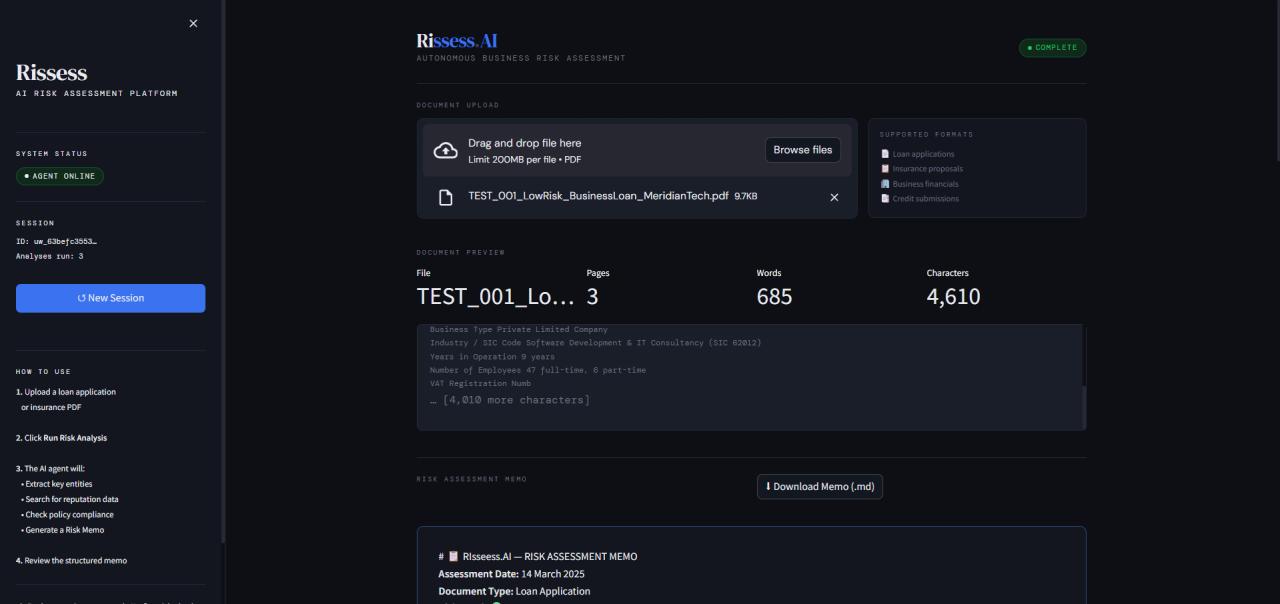 Rissess
AI RISK ASSESSMENT PLATFORM
SYSTEM STATUS
AGENT ONLINE
SESSION
ID: uw_63befc3553…
Analyses run: 3
↺ New Session
HOW TO USE
1. Upload a loan application
or insurance PDF
2. Click Run Risk Analysis
3. The AI agent will:
• Extract key entities
• Search for reputation data
• Check policy compliance
• Generate a Risk Memo
4. Review the structured memo
Rissess.AI
AUTONOMOUS BUSINESS RISK ASSESSMENT
COMPLETE
DOCUMENT UPLOAD
Drag and drop file here
Limit 200MB per file • PDF
Browse files
TEST_001_LowRisk_BusinessLoan_MeridianTech.pdf 9.7KB
SUPPORTED FORMATS
Loan applications
Insurance proposals
Business financials
Credit submissions
DOCUMENT PREVIEW
File Pages Words Characters
TEST_001_Lo… 3 685 4,610
Business Type Private Limited Company
Industry / SIC Code Software Development & IT Consultancy (SIC 62012)
Years in Operation 9 years
Number of Employees 47 full-time, 6 part-time
VAT Registration Numb
… [4,010 more characters]
RISK ASSESSMENT MEMO
⬇ Download Memo (.md)
# 📋 RIsseess.AI — RISK ASSESSMENT MEMO
Assessment Date: 14 March 2025
Document Type: Loan Application